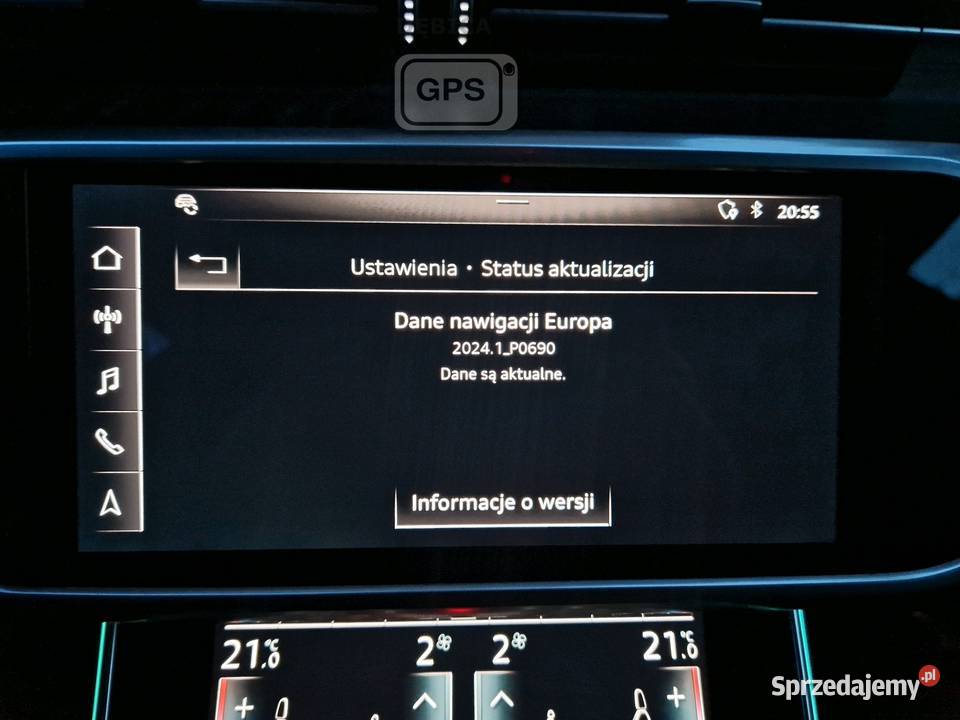 DĘBICA
GPS
20:55
Ustawienia • Status aktualizacji
Dane nawigacji Europa
2024.1_P0690
Dane są aktualne.
Informacje o wersji
21.0 °C 2 2 21.0 °C
+ +
Sprzedajemy.pl